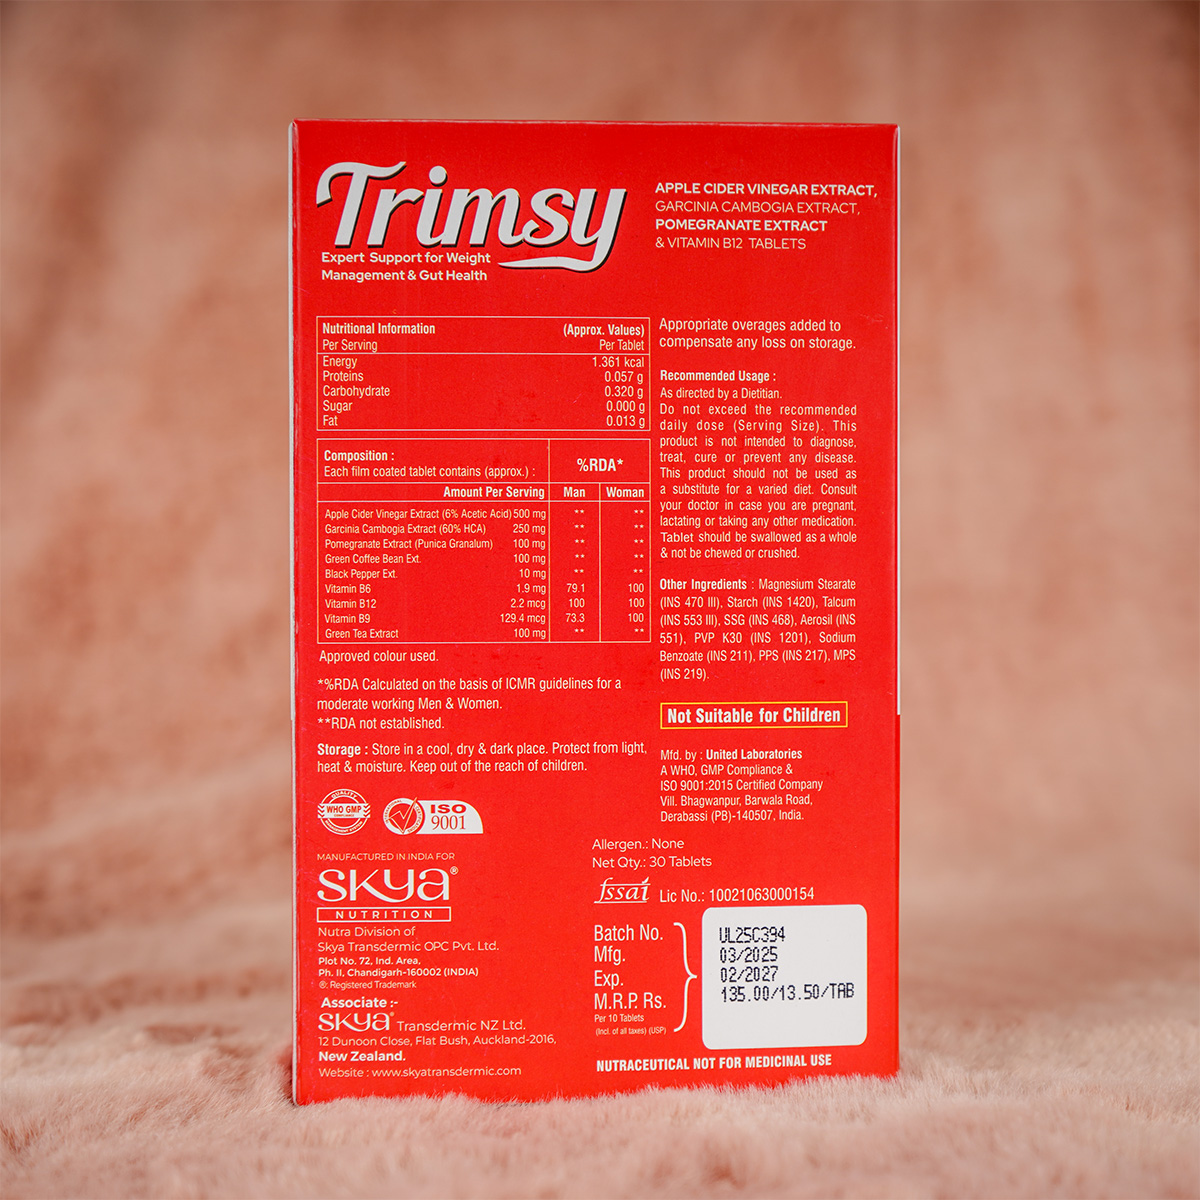 Trimsy
Expert Support for Weight
Management & Gut Health
APPLE CIDER VINEGAR EXTRACT,
GARCINIA CAMBOGIA EXTRACT,
POMEGRANATE EXTRACT
& VITAMIN B12 TABLETS
Nutritional Information (Approx. Values)
Per Serving Per Tablet
Energy 1.361 kcal
Proteins 0.057 g
Carbohydrate 0.320 g
Sugar 0.000 g
Fat 0.013 g
Composition :
Each film coated tablet contains (approx.) :
%RDA*
Amount Per Serving Man Woman
Apple Cider Vinegar Extract (6% Acetic Acid) 500 mg ** **
Garcinia Cambogia Extract (60% HCA) 250 mg ** **
Pomegranate Extract (Punica Granalum) 100 mg ** **
Green Coffee Bean Ext. 100 mg ** **
Black Pepper Ext. 10 mg ** **
Vitamin B6 1.9 mg 79.1 100
Vitamin B12 2.2 mcg 100 100
Vitamin B9 129.4 mcg 73.3 100
Green Tea Extract 100 mg ** **
Approved colour used.
*%RDA Calculated on the basis of ICMR guidelines for a
moderate working Men & Women.
**RDA not established.
Storage : Store in a cool, dry & dark place. Protect from light,
heat & moisture. Keep out of the reach of children.
QUALITY
WHO GMP
ISO
9001
MANUFACTURED IN INDIA FOR
SKYA®
NUTRITION
Nutra Division of
Skya Transdermic OPC Pvt. Ltd.
Plot No. 72, Ind. Area,
Ph. II, Chandigarh-160002 (INDIA)
®: Registered Trademark
Associate :-
SKYA® Transdermic NZ Ltd.
12 Dunoon Close, Flat Bush, Auckland-2016,
New Zealand.
Website : www.skyatransdermic.com
Appropriate overages added to
compensate any loss on storage.
Recommended Usage :
As directed by a Dietitian.
Do not exceed the recommended
daily dose (Serving Size). This
product is not intended to diagnose,
treat, cure or prevent any disease.
This product should not be used as
a substitute for a varied diet. Consult
your doctor in case you are pregnant,
lactating or taking any other medication.
Tablet should be swallowed as a whole
& not be chewed or crushed.
Other Ingredients : Magnesium Stearate
(INS 470 III), Starch (INS 1420), Talcum
(INS 553 III), SSG (INS 468), Aerosil (INS
551), PVP K30 (INS 1201), Sodium
Benzoate (INS 211), PPS (INS 217), MPS
(INS 219).
Not Suitable for Children
Mfd. by : United Laboratories
A WHO, GMP Compliance &
ISO 9001:2015 Certified Company
Vill. Bhagwanpur, Barwala Road,
Derabassi (PB)-140507, India.
Allergen.: None
Net Qty.: 30 Tablets
fssai Lic No.: 10021063000154
Batch No. UL25C394
Mfg. 03/2025
Exp. 02/2027
M.R.P. Rs. 135.00/13.50/TAB
Per 10 Tablets
(Incl. of all taxes) (USP)
NUTRACEUTICAL NOT FOR MEDICINAL USE